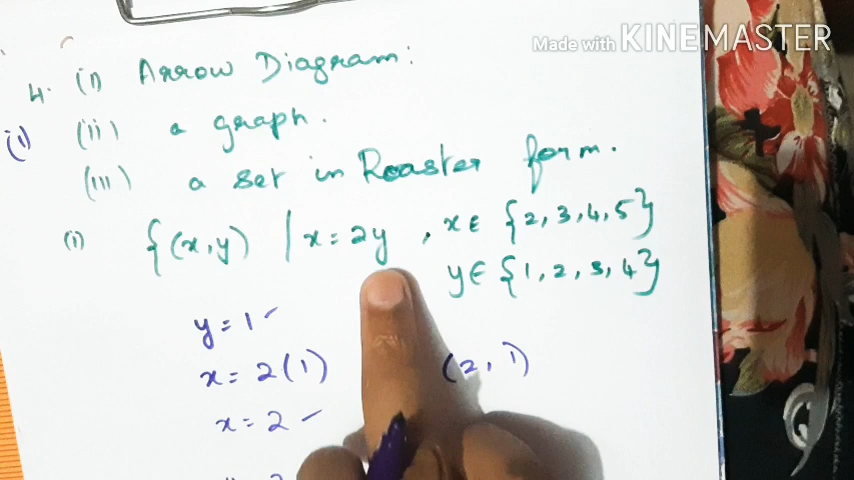 Made with KINEMASTER
4. (i) Arrow Diagram:
(i) (ii) a graph.
(iii) a set in Roaster form.
(i) {(x,y) | x = 2y , x ∈ {2,3,4,5}
y ∈ {1, 2, 3, 4}
y = 1
x = 2(1) (2, 1)
x = 2